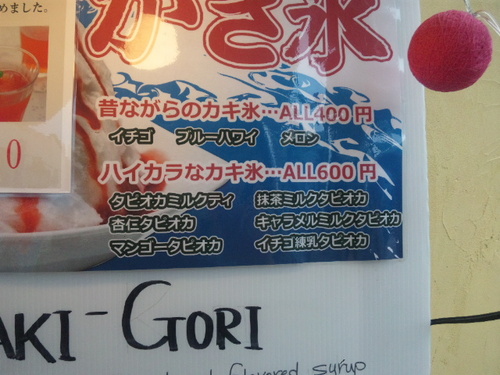 めました。
かき氷
0
昔ながらのカキ氷…ALL400円
イチゴ ブルーハワイ メロン
ハイカラなカキ氷…ALL600円
タピオカミルクティ 抹茶ミルクタピオカ
杏仁タピオカ キャラメルミルクタピオカ
マンゴータピオカ イチゴ練乳タピオカ
AKI-GORI
flavored syrup